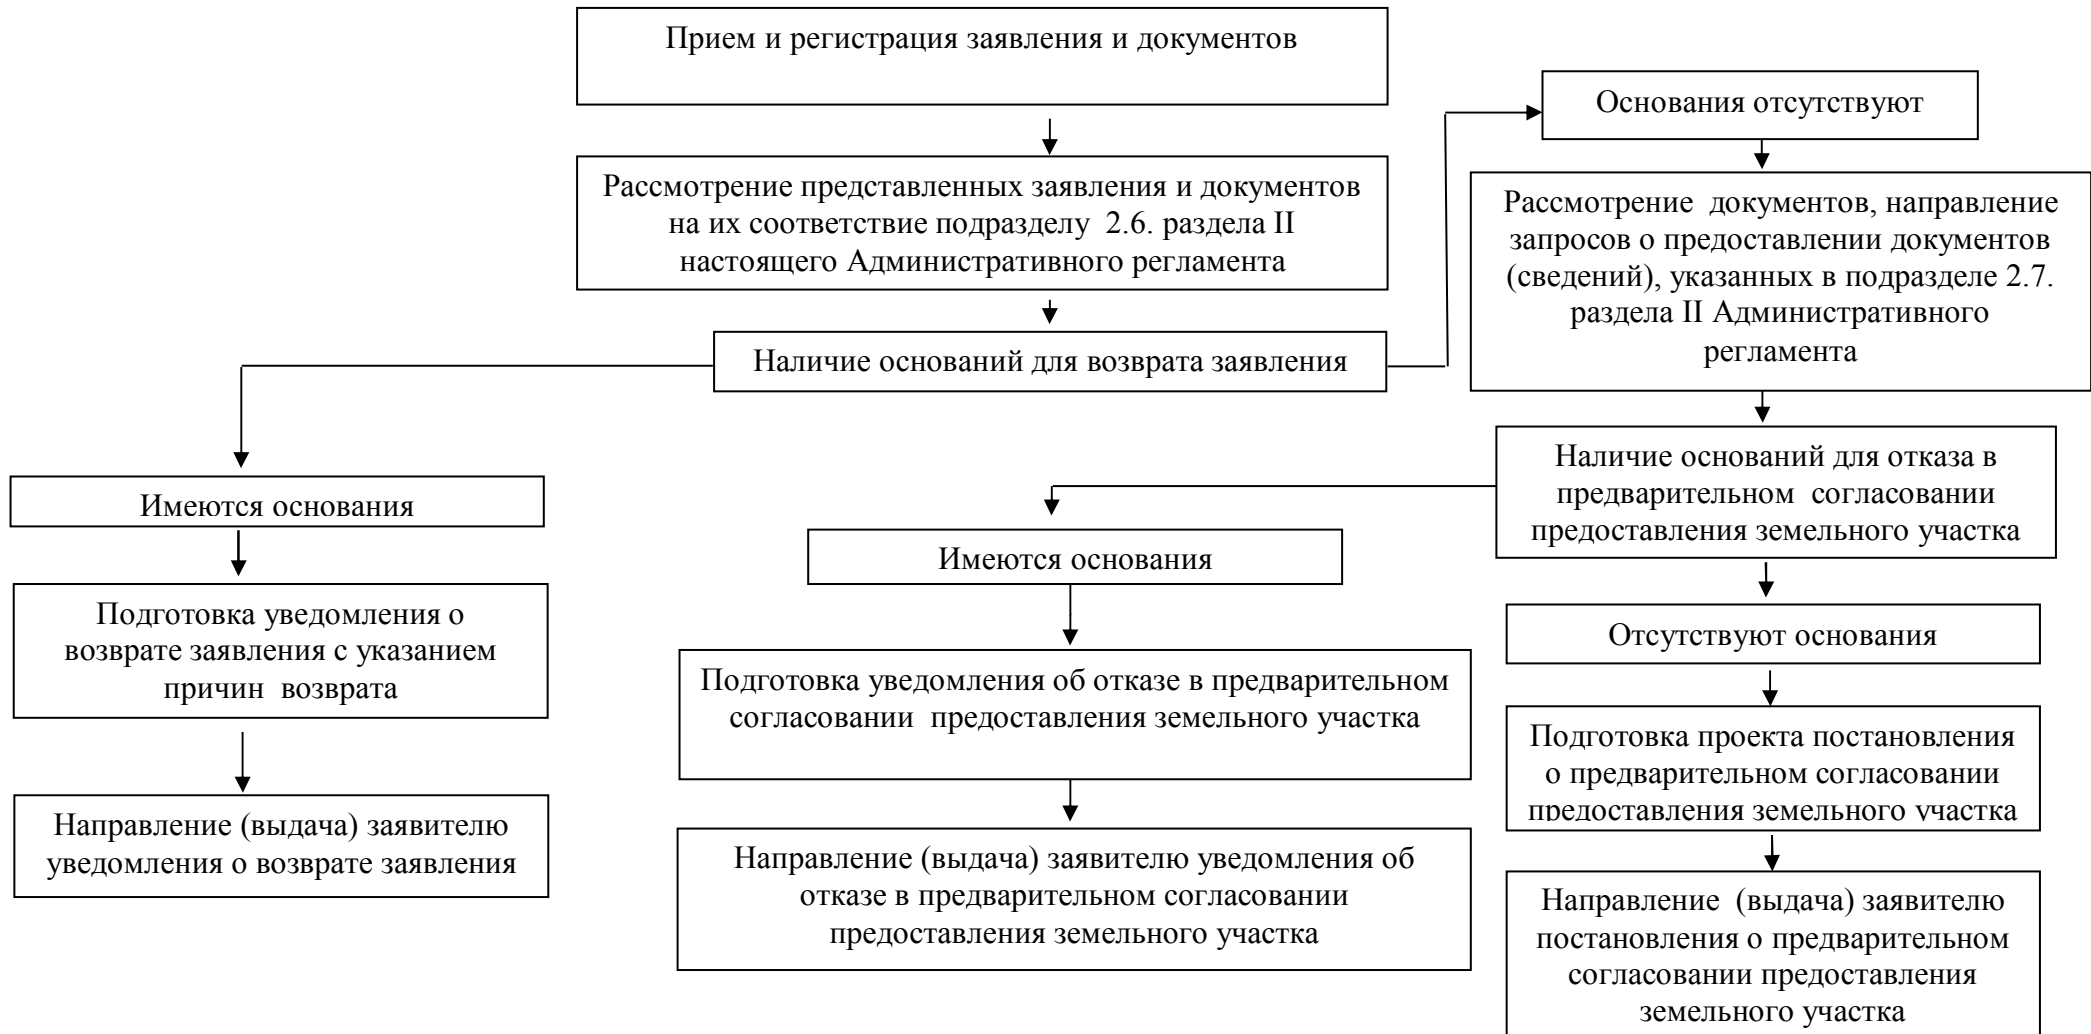 Прием и регистрация заявления и документов
Основания отсутствуют
Рассмотрение представленных заявления и документов
на их соответствие подразделу 2.6. раздела II
настоящего Административного регламента
Рассмотрение документов, направление
запросов о предоставлении документов
(сведений), указанных в подразделе 2.7.
раздела II Административного
регламента
Наличие оснований для возврата заявления
Наличие оснований для отказа в
предварительном согласовании
предоставления земельного участка
Имеются основания
Имеются основания
Подготовка уведомления о
возврате заявления с указанием
причин возврата
Отсутствуют основания
Подготовка уведомления об отказе в предварительном
согласовании предоставления земельного участка
Подготовка проекта постановления
о предварительном согласовании
предоставления земельного участка
Направление (выдача) заявителю
уведомления о возврате заявления
Направление (выдача) заявителю уведомления об
отказе в предварительном согласовании
предоставления земельного участка
Направление (выдача) заявителю
постановления о предварительном
согласовании предоставления
земельного участка